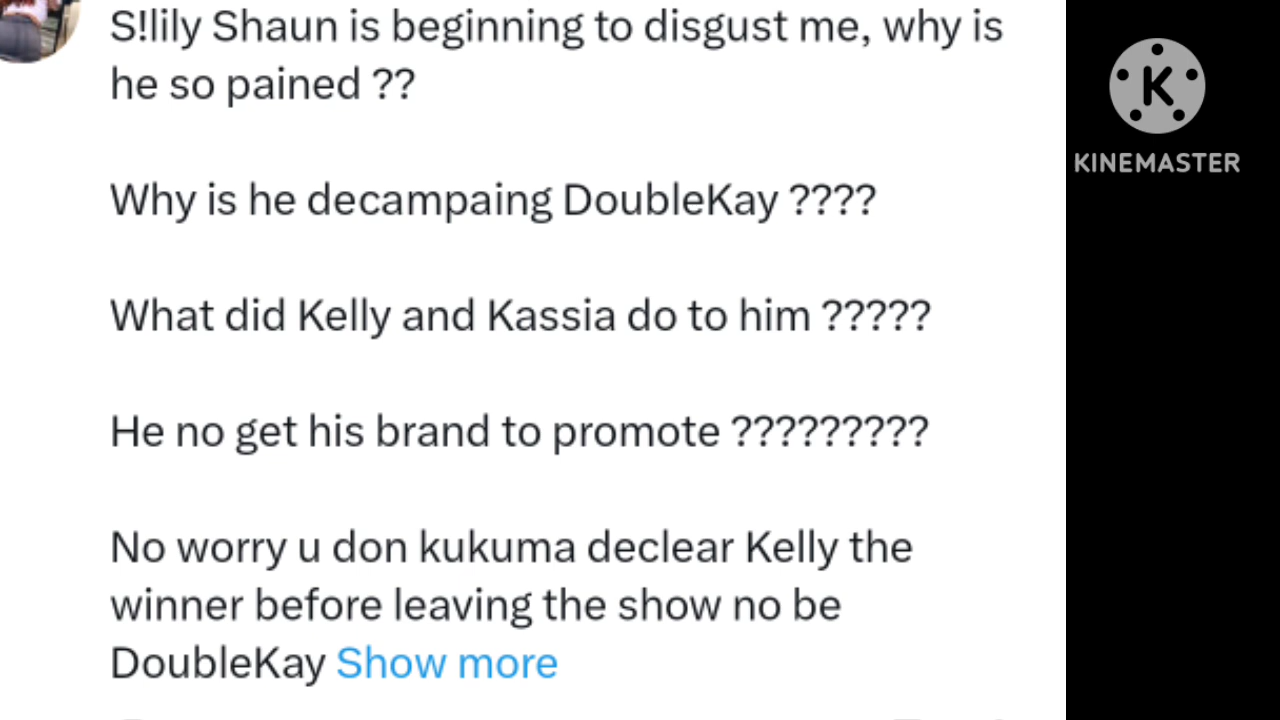 S!lily Shaun is beginning to disgust me, why is
he so pained ??
Why is he decampaing DoubleKay ????
What did Kelly and Kassia do to him ?????
He no get his brand to promote ?????????
No worry u don kukuma declear Kelly the
winner before leaving the show no be
DoubleKay Show more
K
KINEMASTER